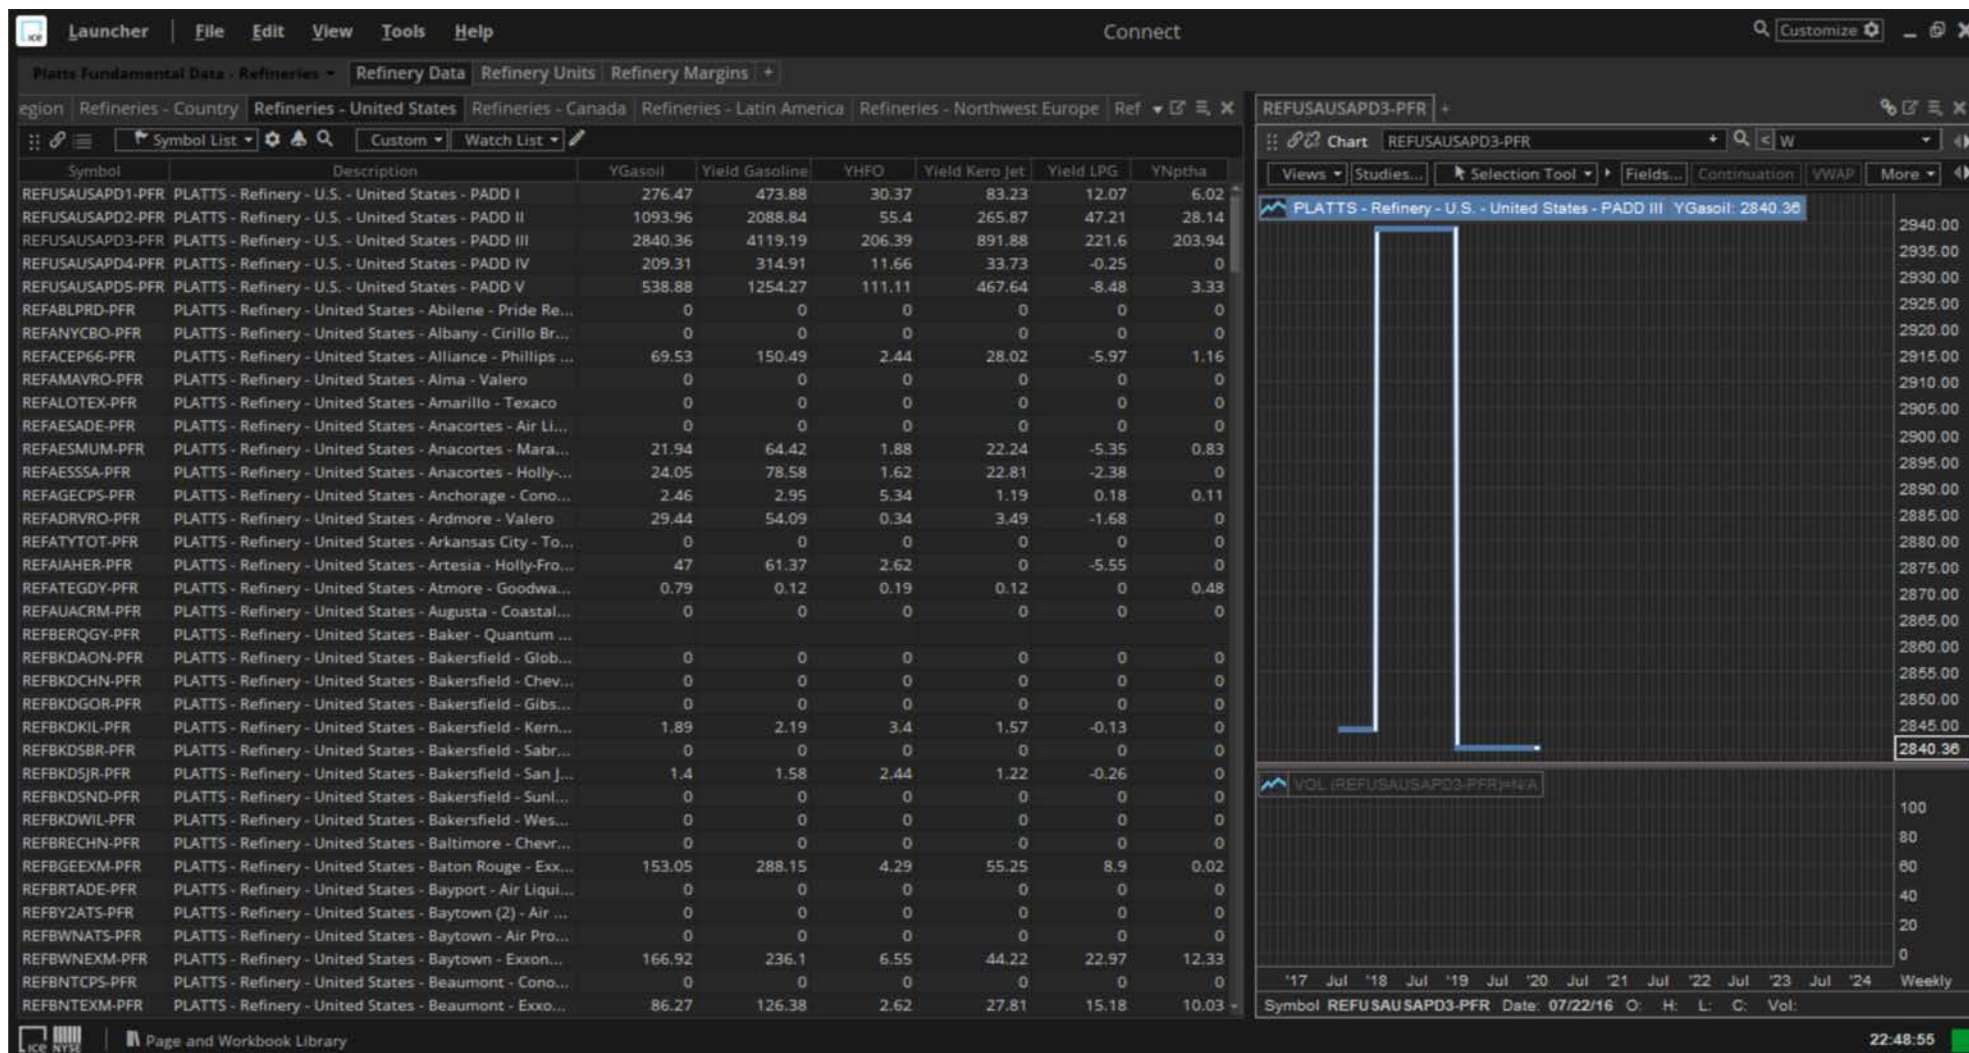 ice Launcher File Edit View Tools Help Connect Customize
Platts Fundamental Data - Refineries Refinery Data Refinery Units Refinery Margins +
egion Refineries - Country Refineries - United States Refineries - Canada Refineries - Latin America Refineries - Northwest Europe Ref
Symbol List Custom Watch List
Symbol Description YGasoil Yield Gasoline YHFO Yield Kero Jet Yield LPG YNptha
REFUSAUSAPD1-PFR PLATTS - Refinery - U.S. - United States - PADD I 276.47 473.88 30.37 83.23 12.07 6.02
REFUSAUSAPD2-PFR PLATTS - Refinery - U.S. - United States - PADD II 1093.96 2088.84 55.4 265.87 47.21 28.14
REFUSAUSAPD3-PFR PLATTS - Refinery - U.S. - United States - PADD III 2840.36 4119.19 206.39 891.88 221.6 203.94
REFUSAUSAPD4-PFR PLATTS - Refinery - U.S. - United States - PADD IV 209.31 314.91 11.66 33.73 -0.25 0
REFUSAUSAPD5-PFR PLATTS - Refinery - U.S. - United States - PADD V 538.88 1254.27 111.11 467.64 -8.48 3.33
REFABLPRD-PFR PLATTS - Refinery - United States - Abilene - Pride Re... 0 0 0 0 0 0
REFANYCBO-PFR PLATTS - Refinery - United States - Albany - Cirillo Br... 0 0 0 0 0 0
REFACEP66-PFR PLATTS - Refinery - United States - Alliance - Phillips ... 69.53 150.49 2.44 28.02 -5.97 1.16
REFAMAVRO-PFR PLATTS - Refinery - United States - Alma - Valero 0 0 0 0 0 0
REFALOTEX-PFR PLATTS - Refinery - United States - Amarillo - Texaco 0 0 0 0 0 0
REFAESADE-PFR PLATTS - Refinery - United States - Anacortes - Air Li... 0 0 0 0 0 0
REFAESMUM-PFR PLATTS - Refinery - United States - Anacortes - Mara... 21.94 64.42 1.88 22.24 -5.35 0.83
REFAESSSA-PFR PLATTS - Refinery - United States - Anacortes - Holly-... 24.05 78.58 1.62 22.81 -2.38 0
REFAGECPS-PFR PLATTS - Refinery - United States - Anchorage - Cono... 2.46 2.95 5.34 1.19 0.18 0.11
REFADRVRO-PFR PLATTS - Refinery - United States - Ardmore - Valero 29.44 54.09 0.34 3.49 -1.68 0
REFATYTOT-PFR PLATTS - Refinery - United States - Arkansas City - To... 0 0 0 0 0 0
REFAIAHER-PFR PLATTS - Refinery - United States - Artesia - Holly-Fro... 47 61.37 2.62 0 -5.55 0
REFATEGDY-PFR PLATTS - Refinery - United States - Atmore - Goodwa... 0.79 0.12 0.19 0.12 0 0.48
REFAUACRM-PFR PLATTS - Refinery - United States - Augusta - Coastal... 0 0 0 0 0 0
REFBERQGY-PFR PLATTS - Refinery - United States - Baker - Quantum ...
REFBKDAON-PFR PLATTS - Refinery - United States - Bakersfield - Glob... 0 0 0 0 0 0
REFBKDCHN-PFR PLATTS - Refinery - United States - Bakersfield - Chev... 0 0 0 0 0 0
REFBKDGOR-PFR PLATTS - Refinery - United States - Bakersfield - Gibs... 0 0 0 0 0 0
REFBKDKIL-PFR PLATTS - Refinery - United States - Bakersfield - Kern... 1.89 2.19 3.4 1.57 -0.13 0
REFBKDSBR-PFR PLATTS - Refinery - United States - Bakersfield - Sabr... 0 0 0 0 0 0
REFBKDSJR-PFR PLATTS - Refinery - United States - Bakersfield - San J... 1.4 1.58 2.44 1.22 -0.26 0
REFBKDSND-PFR PLATTS - Refinery - United States - Bakersfield - Sunl... 0 0 0 0 0 0
REFBKDWIL-PFR PLATTS - Refinery - United States - Bakersfield - Wes... 0 0 0 0 0 0
REFBRECHN-PFR PLATTS - Refinery - United States - Baltimore - Chevr... 0 0 0 0 0 0
REFBGEEXM-PFR PLATTS - Refinery - United States - Baton Rouge - Exx... 153.05 288.15 4.29 55.25 8.9 0.02
REFBRTADE-PFR PLATTS - Refinery - United States - Bayport - Air Liqui... 0 0 0 0 0 0
REFBY2ATS-PFR PLATTS - Refinery - United States - Baytown (2) - Air ... 0 0 0 0 0 0
REFBWNATS-PFR PLATTS - Refinery - United States - Baytown - Air Pro... 0 0 0 0 0 0
REFBWNEXM-PFR PLATTS - Refinery - United States - Baytown - Exxon... 166.92 236.1 6.55 44.22 22.97 12.33
REFBNTCPS-PFR PLATTS - Refinery - United States - Beaumont - Cono... 0 0 0 0 0 0
REFBNTEXM-PFR PLATTS - Refinery - United States - Beaumont - Exxo... 86.27 126.38 2.62 27.81 15.18 10.03
REFUSAUSAPD3-PFR +
Chart REFUSAUSAPD3-PFR < W
Views Studies... Selection Tool Fields... Continuation VWAP More
PLATTS - Refinery - U.S. - United States - PADD III YGasoil: 2840.36
2940.00
2935.00
2930.00
2925.00
2920.00
2915.00
2910.00
2905.00
2900.00
2895.00
2890.00
2885.00
2880.00
2875.00
2870.00
2865.00
2860.00
2855.00
2850.00
2845.00
2840.36
VOL (REFUSAUSAPD3-PFR)=N/A
100
80
60
40
20
0
'17 Jul '18 Jul '19 Jul '20 Jul '21 Jul '22 Jul '23 Jul '24 Weekly
Symbol REFUSAUSAPD3-PFR Date: 07/22/16 O: H: L: C: Vol:
ice NYSE Page and Workbook Library 22:48:55